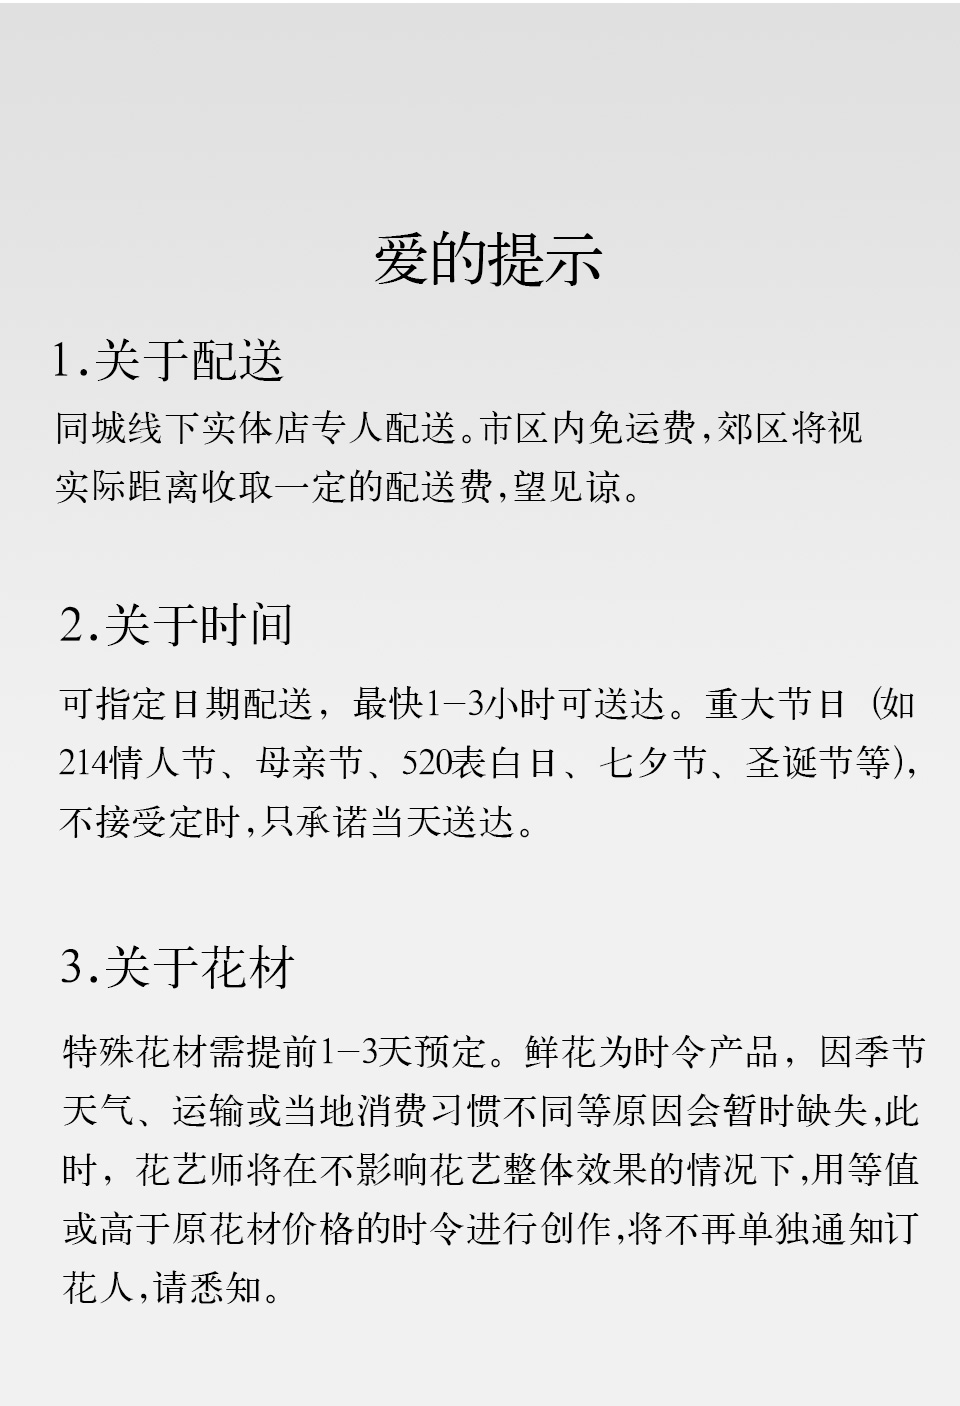 爱的提示
1.关于配送
同城线下实体店专人配送。市区内免运费,郊区将视
实际距离收取一定的配送费,望见谅。
2.关于时间
可指定日期配送，最快1-3小时可送达。重大节日（如
214情人节、母亲节、520表白日、七夕节、圣诞节等),
不接受定时,只承诺当天送达。
3.关于花材
特殊花材需提前1-3天预定。鲜花为时令产品，因季节
天气、运输或当地消费习惯不同等原因会暂时缺失,此
时，花艺师将在不影响花艺整体效果的情况下,用等值
或高于原花材价格的时令进行创作,将不再单独通知订
花人,请悉知。